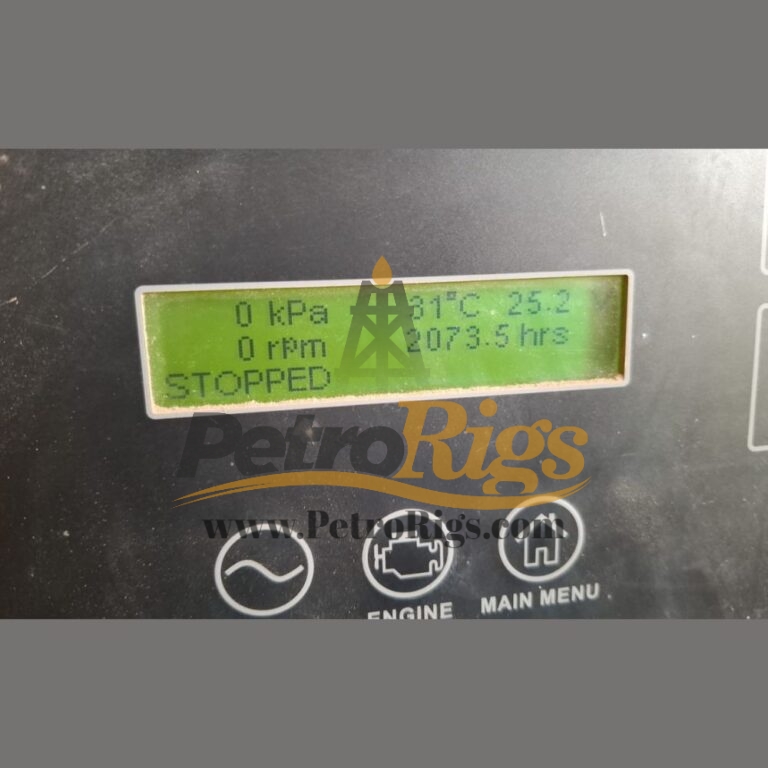 0 kPa 31°C 25.2 V
0 rpm 2073.5 hrs
STOPPED
PetroRigs
www.PetroRigs.com
ENGINE MAIN MENU